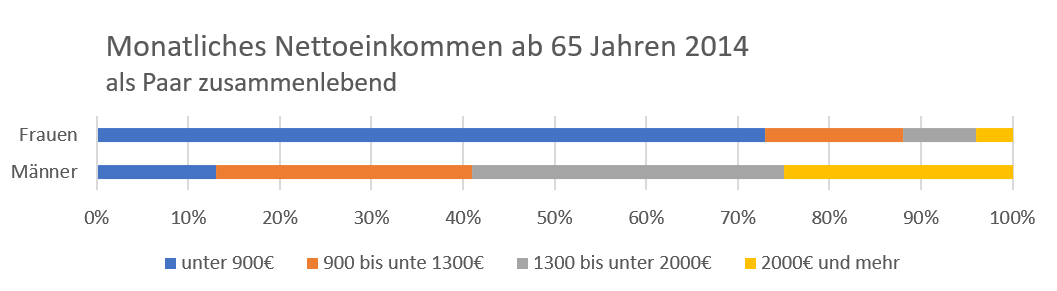 Monatliches Nettoeinkommen ab 65 Jahren 2014
als Paar zusammenlebend
Frauen
Männer
0% 10% 20% 30% 40% 50% 60% 70% 80% 90% 100%
unter 900€ 900 bis unte 1300€ 1300 bis unter 2000€ 2000€ und mehr